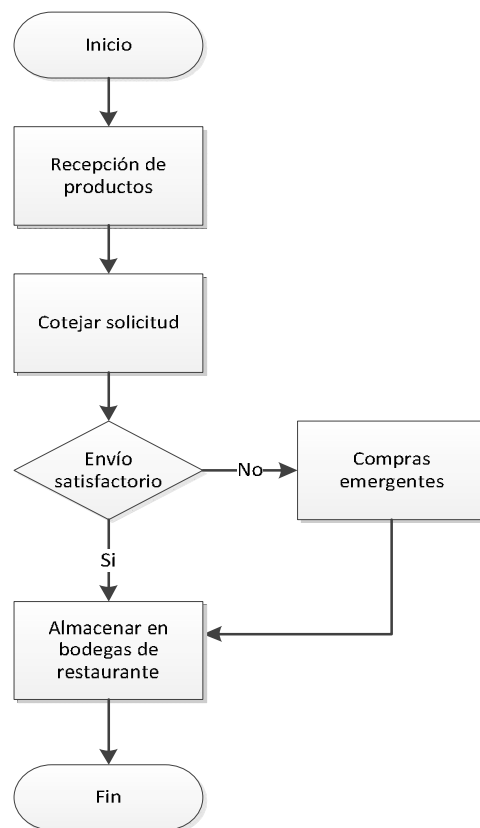 Inicio
Recepción de
productos
Cotejar solicitud
Envío
satisfactorio
No
Compras
emergentes
Si
Almacenar en
bodegas de
restaurante
Fin